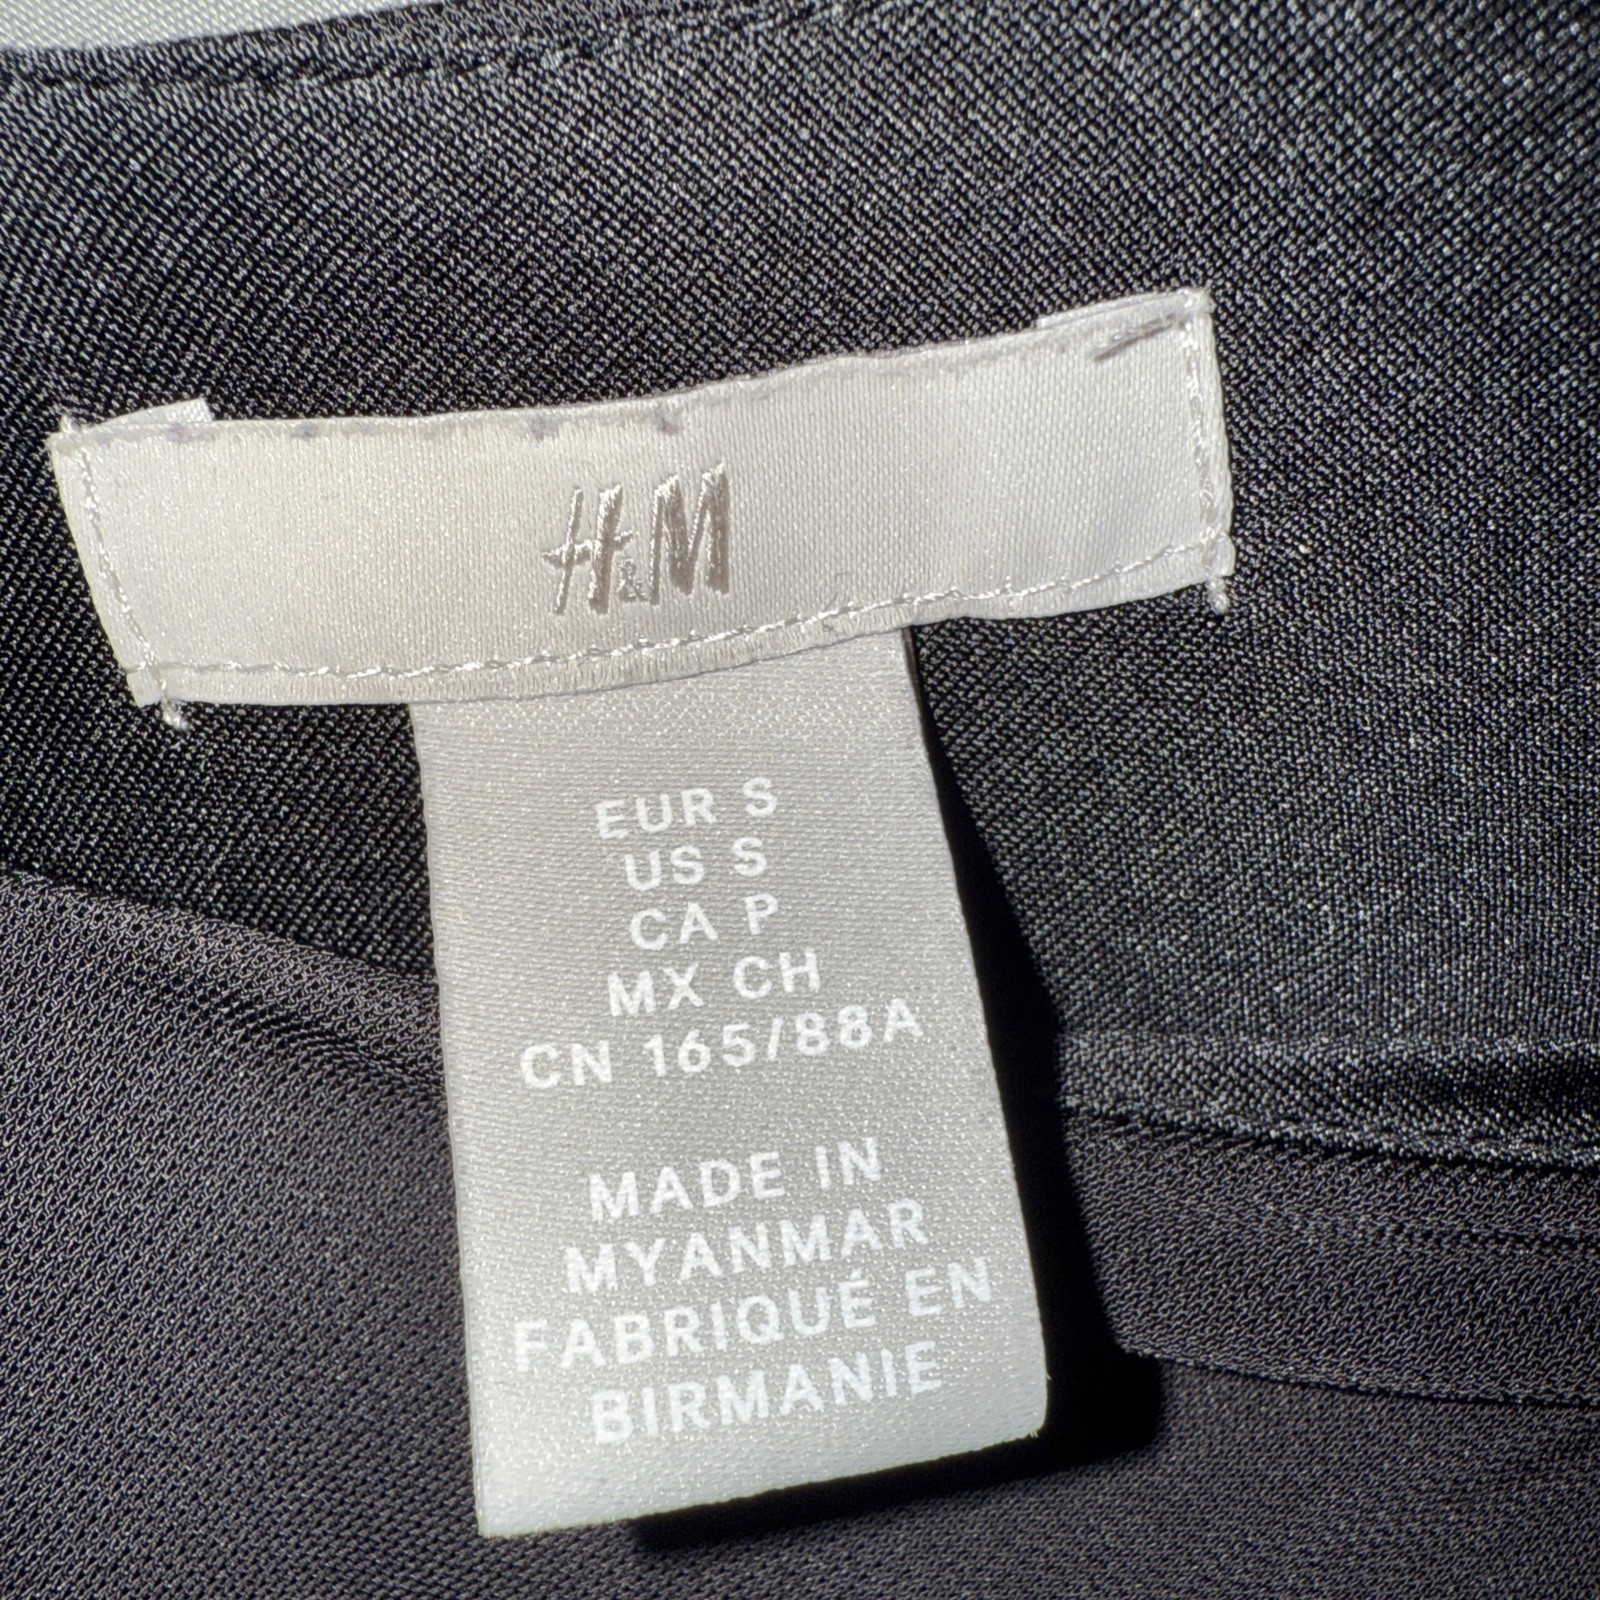 H&M
EUR S
US S
CA P
MX CH
CN 165/88A
MADE IN
MYANMAR
FABRIQUÉ EN
BIRMANIE